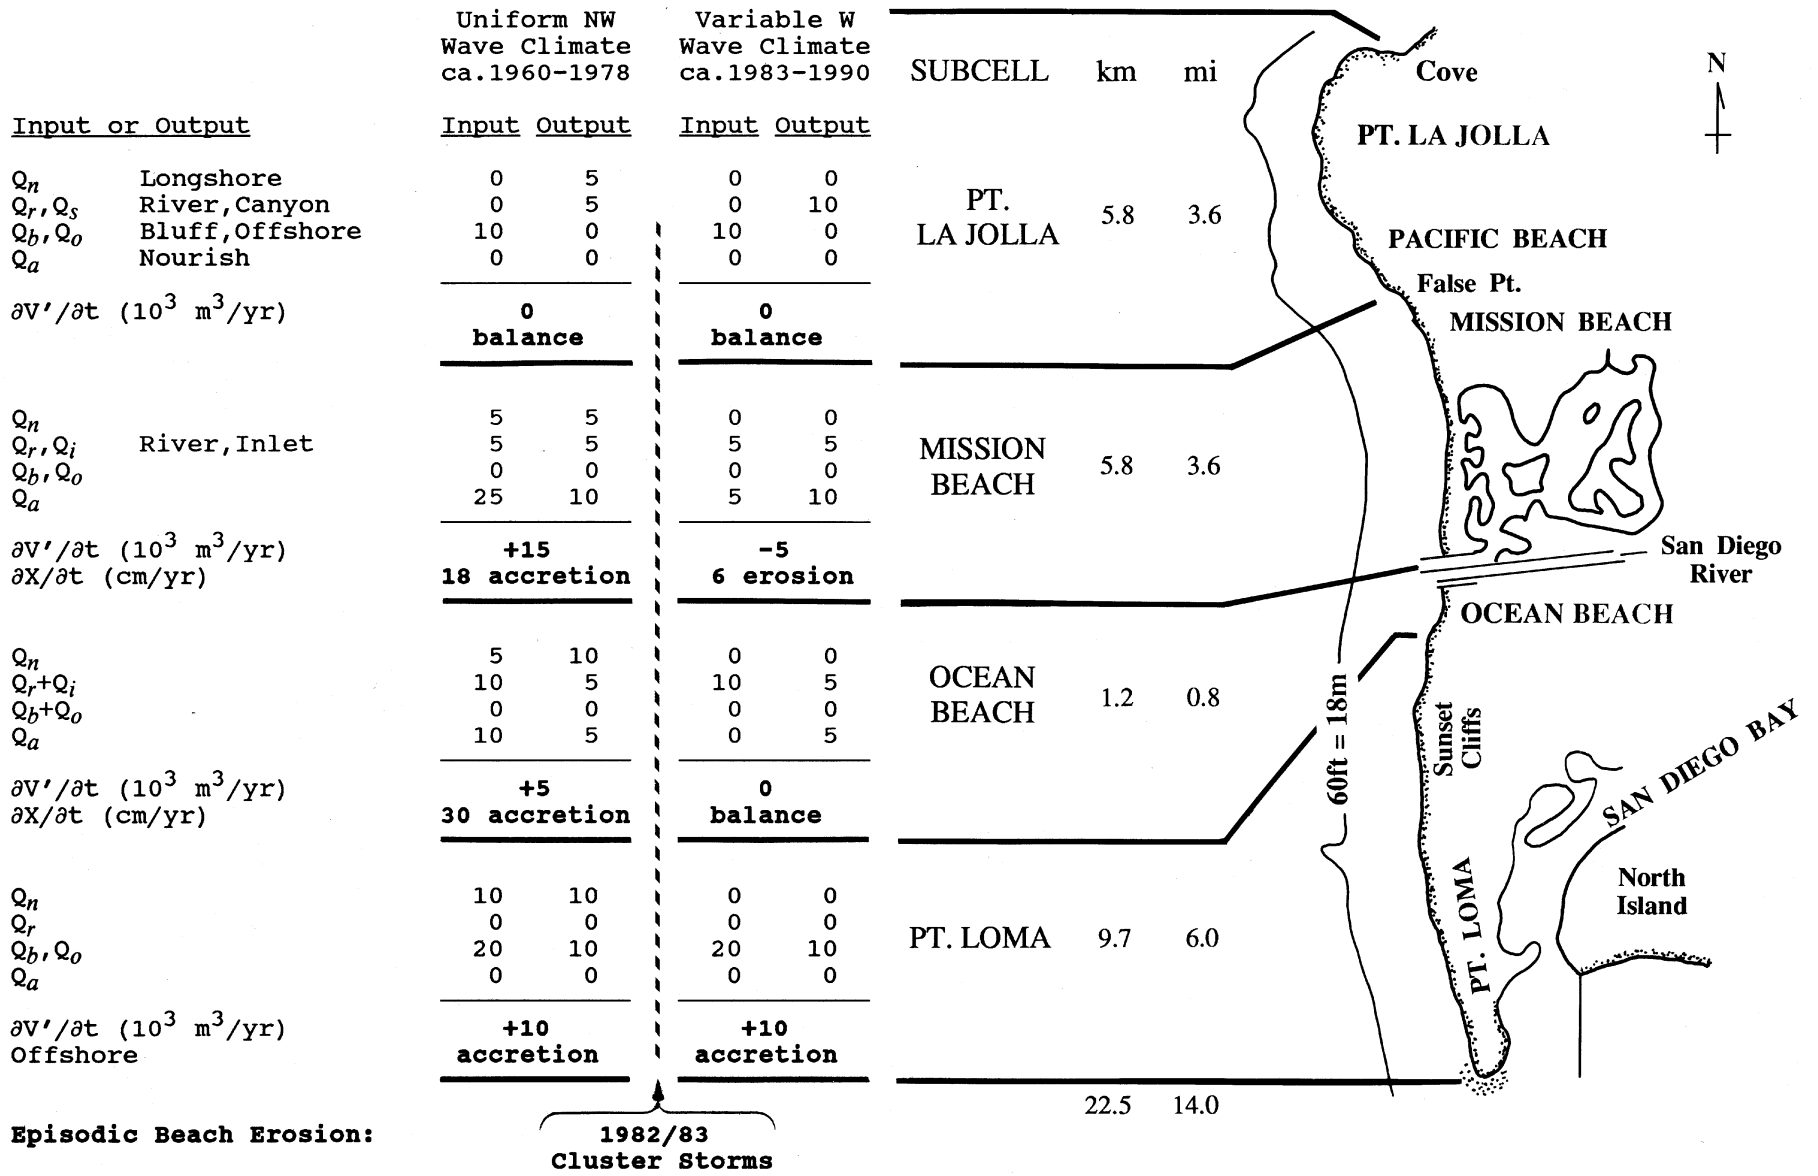 Uniform NW Variable W
Wave Climate Wave Climate
ca.1960-1978 ca.1983-1990
Input or Output Input Output Input Output
Qn Longshore 0 5 0 0
Qr,Qs River,Canyon 0 5 0 10
Qb,Qo Bluff,Offshore 10 0 10 0
Qa Nourish 0 0 0 0
∂V'/∂t (10³ m³/yr) 0 0
balance balance
Qn 5 5 0 0
Qr,Qi River,Inlet 5 5 5 5
Qb,Qo 0 0 0 0
Qa 25 10 5 10
∂V'/∂t (10³ m³/yr) +15 -5
∂X/∂t (cm/yr) 18 accretion 6 erosion
Qn 5 10 0 0
Qr+Qi 10 5 10 5
Qb+Qo 0 0 0 0
Qa 10 5 0 5
∂V'/∂t (10³ m³/yr) +5 0
∂X/∂t (cm/yr) 30 accretion balance
Qn 10 10 0 0
Qr 0 0 0 0
Qb,Qo 20 10 20 10
Qa 0 0 0 0
∂V'/∂t (10³ m³/yr) +10 +10
Offshore accretion accretion
Episodic Beach Erosion: 1982/83
Cluster Storms
SUBCELL km mi
PT.
LA JOLLA 5.8 3.6
MISSION
BEACH 5.8 3.6
OCEAN
BEACH 1.2 0.8
PT. LOMA 9.7 6.0
22.5 14.0
Cove
N
PT. LA JOLLA
PACIFIC BEACH
False Pt.
MISSION BEACH
San Diego
River
OCEAN BEACH
60ft = 18m
Sunset
Cliffs
SAN DIEGO BAY
PT. LOMA
North
Island